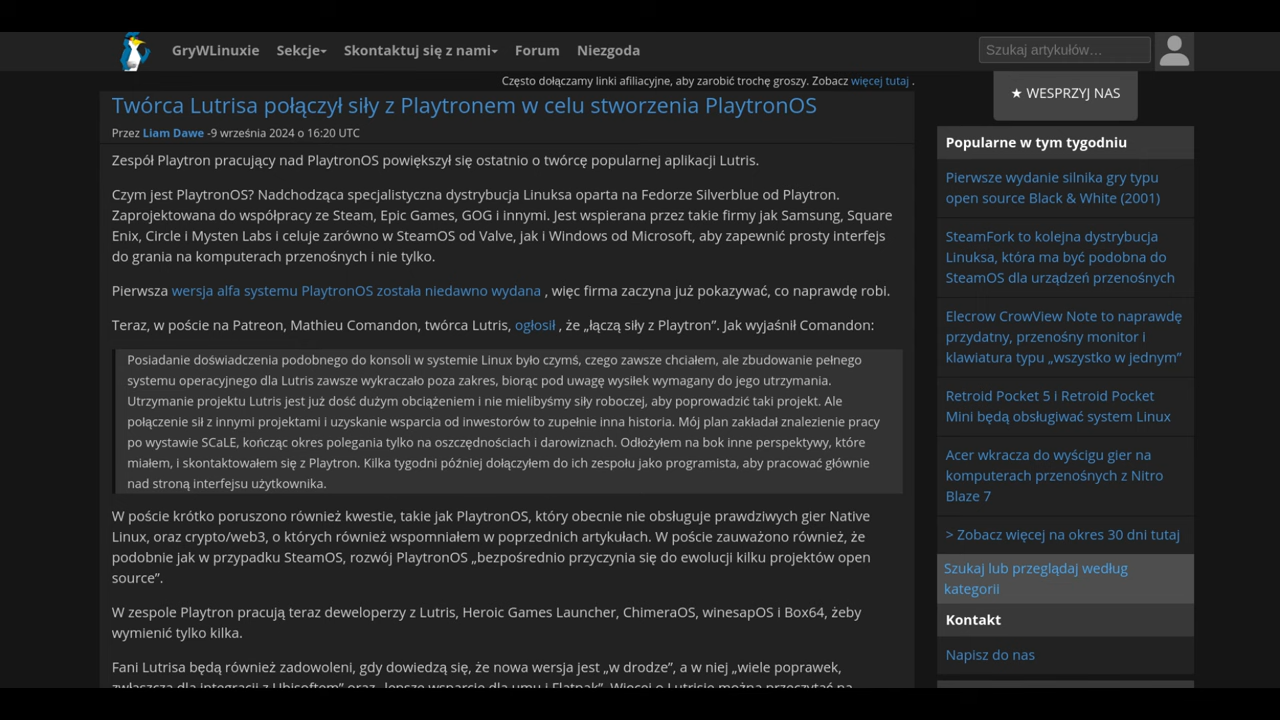 GryWLinuxie Sekcje Skontaktuj się z nami Forum Niezgoda Szukaj artykułów…
Często dołączamy linki afiliacyjne, aby zarobić trochę groszy. Zobacz więcej tutaj .
★ WESPRZYJ NAS
Twórca Lutrisa połączył siły z Playtronem w celu stworzenia PlaytronOS
Przez Liam Dawe -9 września 2024 o 16:20 UTC
Zespół Playtron pracujący nad PlaytronOS powiększył się ostatnio o twórcę popularnej aplikacji Lutris.
Czym jest PlaytronOS? Nadchodząca specjalistyczna dystrybucja Linuksa oparta na Fedorze Silverblue od Playtron.
Zaprojektowana do współpracy ze Steam, Epic Games, GOG i innymi. Jest wspierana przez takie firmy jak Samsung, Square
Enix, Circle i Mysten Labs i celuje zarówno w SteamOS od Valve, jak i Windows od Microsoft, aby zapewnić prosty interfejs
do grania na komputerach przenośnych i nie tylko.
Pierwsza wersja alfa systemu PlaytronOS została niedawno wydana , więc firma zaczyna już pokazywać, co naprawdę robi.
Teraz, w poście na Patreon, Mathieu Comandon, twórca Lutris, ogłosił , że „łączą siły z Playtron”. Jak wyjaśnił Comandon:
Posiadanie doświadczenia podobnego do konsoli w systemie Linux było czymś, czego zawsze chciałem, ale zbudowanie pełnego
systemu operacyjnego dla Lutris zawsze wykraczało poza zakres, biorąc pod uwagę wysiłek wymagany do jego utrzymania.
Utrzymanie projektu Lutris jest już dość dużym obciążeniem i nie mielibyśmy siły roboczej, aby poprowadzić taki projekt. Ale
połączenie sił z innymi projektami i uzyskanie wsparcia od inwestorów to zupełnie inna historia. Mój plan zakładał znalezienie pracy
po wystawie SCaLE, kończąc okres polegania tylko na oszczędnościach i darowiznach. Odłożyłem na bok inne perspektywy, które
miałem, i skontaktowałem się z Playtron. Kilka tygodni później dołączyłem do ich zespołu jako programista, aby pracować głównie
nad stroną interfejsu użytkownika.
W poście krótko poruszono również kwestie, takie jak PlaytronOS, który obecnie nie obsługuje prawdziwych gier Native
Linux, oraz crypto/web3, o których również wspomniałem w poprzednich artykułach. W poście zauważono również, że
podobnie jak w przypadku SteamOS, rozwój PlaytronOS „bezpośrednio przyczynia się do ewolucji kilku projektów open
source”.
W zespole Playtron pracują teraz deweloperzy z Lutris, Heroic Games Launcher, ChimeraOS, winesapOS i Box64, żeby
wymienić tylko kilka.
Fani Lutrisa będą również zadowoleni, gdy dowiedzą się, że nowa wersja jest „w drodze”, a w niej „wiele poprawek,
zwłaszcza dla integracji z Ubisoftem” oraz „lepsze wsparcie dla umu i Flatpak”. Więcej o Lutrisie można przeczytać na
Popularne w tym tygodniu
Pierwsze wydanie silnika gry typu
open source Black & White (2001)
SteamFork to kolejna dystrybucja
Linuksa, która ma być podobna do
SteamOS dla urządzeń przenośnych
Elecrow CrowView Note to naprawdę
przydatny, przenośny monitor i
klawiatura typu „wszystko w jednym”
Retroid Pocket 5 i Retroid Pocket
Mini będą obsługiwać system Linux
Acer wkracza do wyścigu gier na
komputerach przenośnych z Nitro
Blaze 7
> Zobacz więcej na okres 30 dni tutaj
Szukaj lub przeglądaj według
kategorii
Kontakt
Napisz do nas